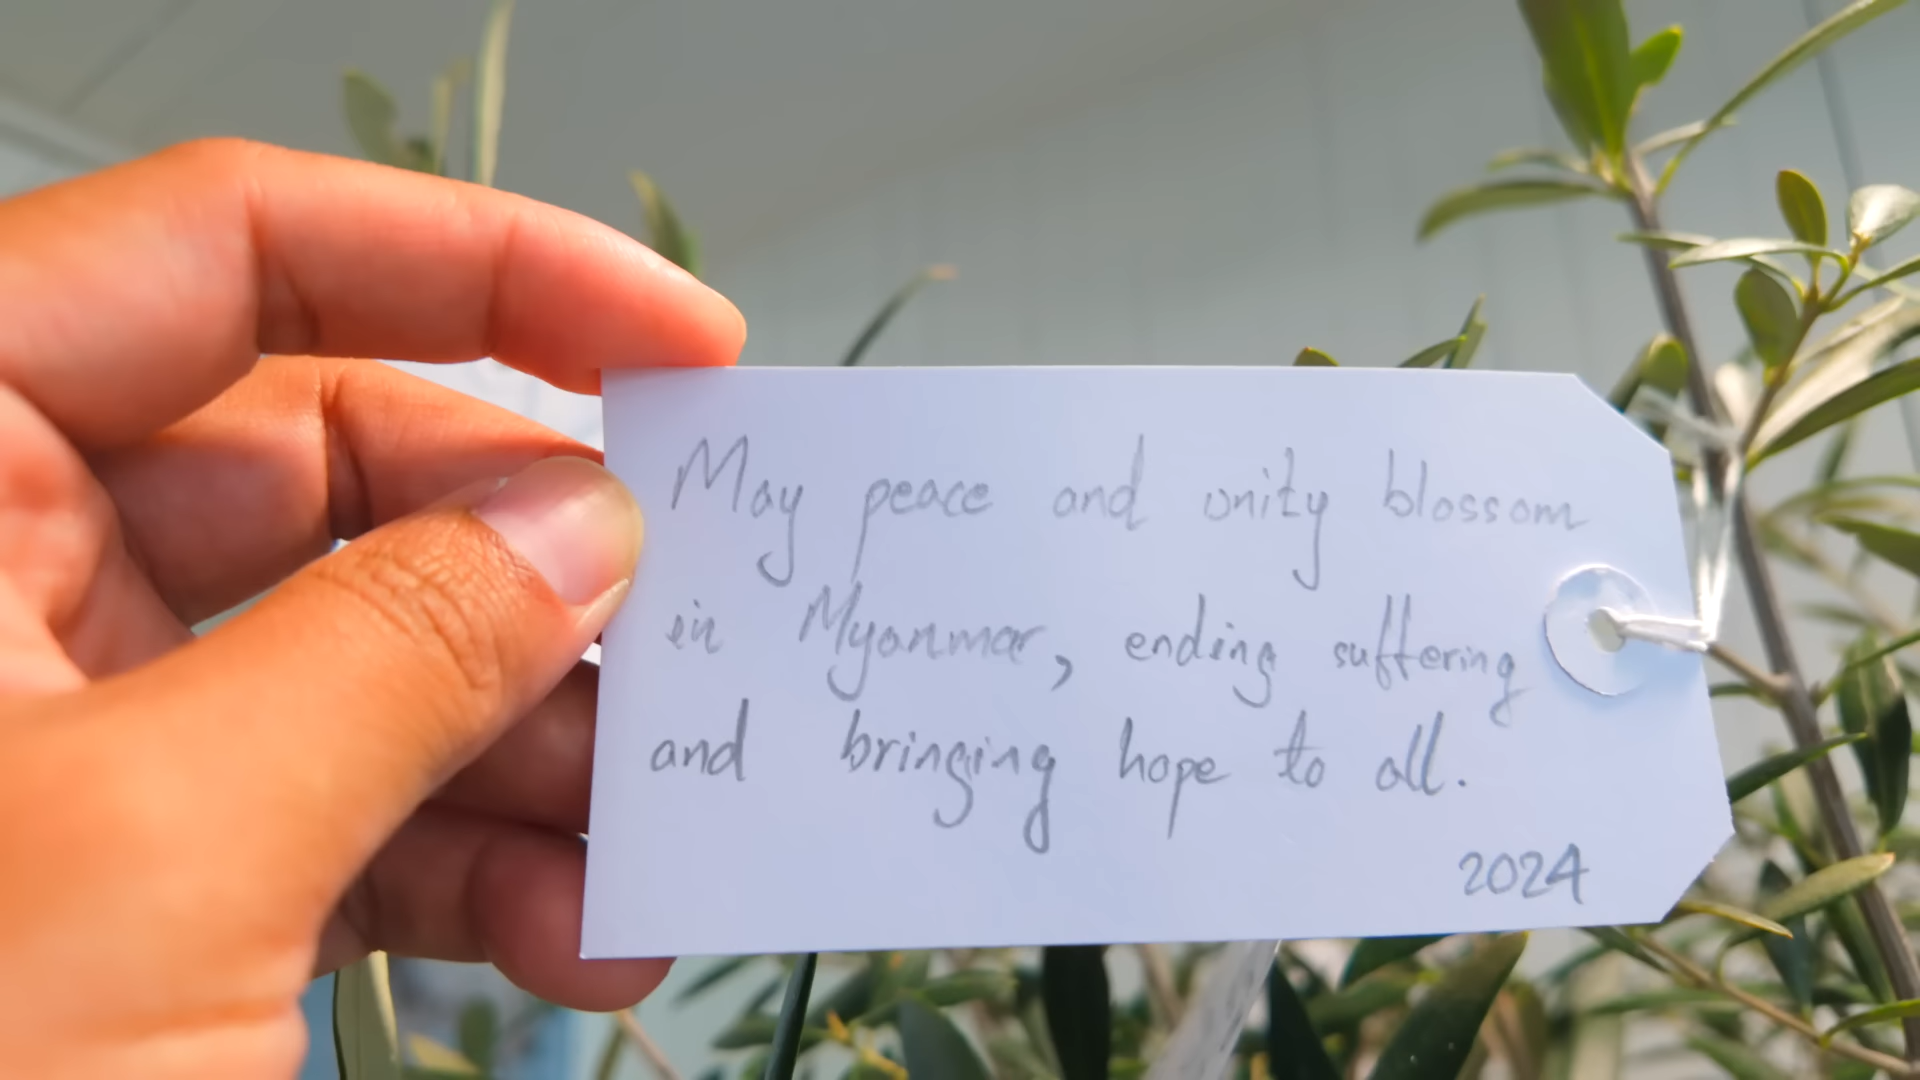 May peace and unity blossom
in Myanmar, ending suffering
and bringing hope to all.
2024